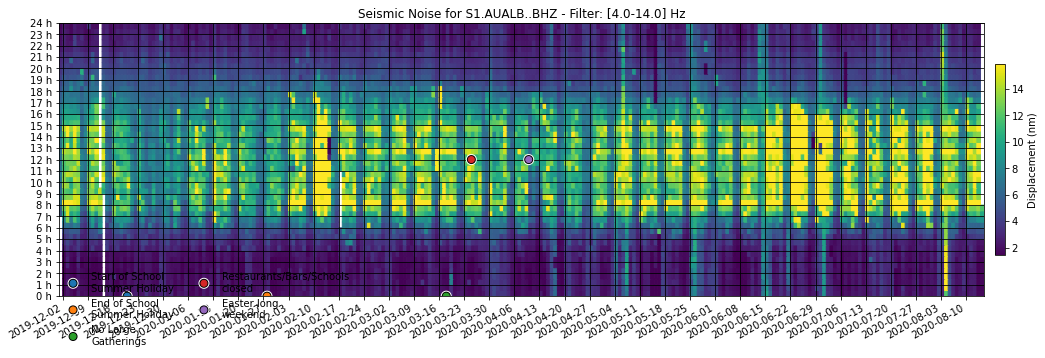 Seismic Noise for S1.AUALB..BHZ - Filter: [4.0-14.0] Hz
24 h
23 h
22 h
21 h
20 h
19 h
18 h
17 h
16 h
15 h
14 h
13 h
12 h
11 h
10 h
9 h
8 h
7 h
6 h
5 h
4 h
3 h
2 h
1 h
0 h
14
12
10
8
6
4
2
Displacement (nm)
Start of School
Summer Holiday
End of School
Summer Holiday
No Large
Gatherings
Restaurants/Bars/Schools
closed
Easter long
weekend
2019-12-02
2020-02-03
2020-02-10
2020-02-17
2020-02-24
2020-03-02
2020-03-09
2020-03-16
2020-03-23
2020-03-30
2020-04-06
2020-04-13
2020-04-20
2020-04-27
2020-05-04
2020-05-11
2020-05-18
2020-05-25
2020-06-01
2020-06-08
2020-06-15
2020-06-22
2020-06-29
2020-07-06
2020-07-13
2020-07-20
2020-07-27
2020-08-03
2020-08-10